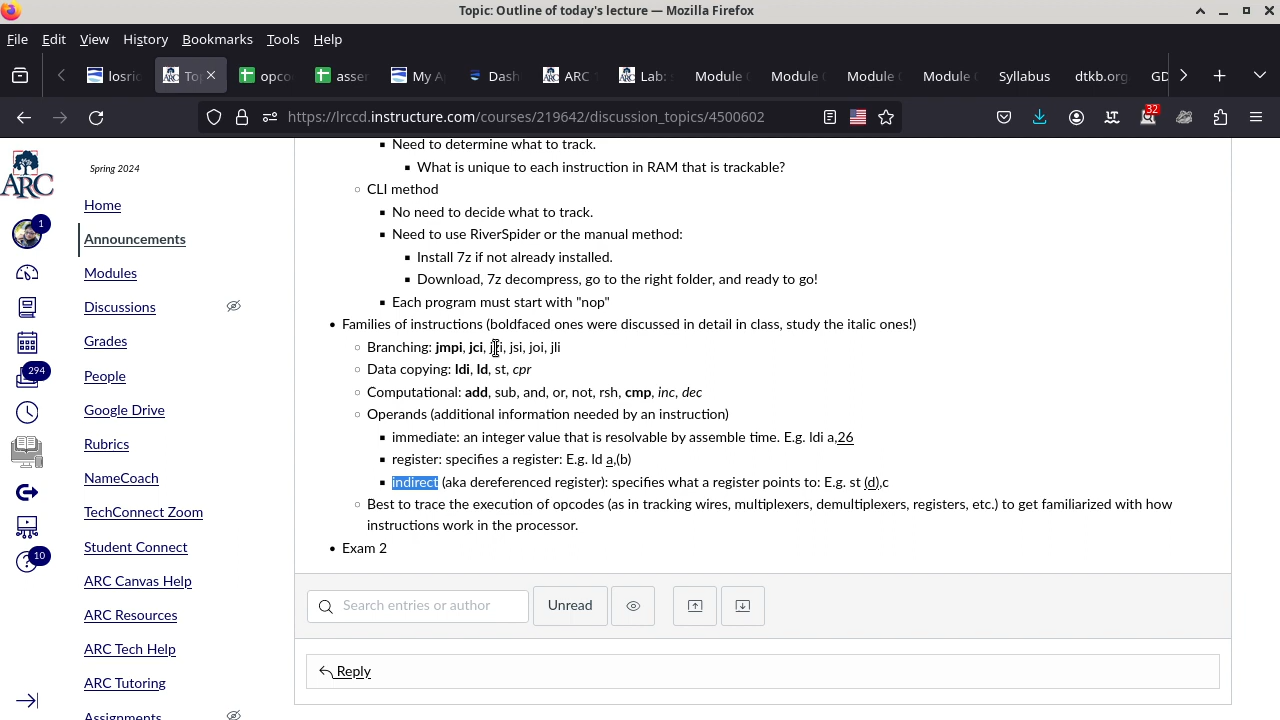 Topic: Outline of today's lecture — Mozilla Firefox
File Edit View History Bookmarks Tools Help
losric
To
opco
asser
My A
Dash
ARC
Lab:
Module
Module
Module
Module
Syllabus
dtkb.org
GD
https://lrccd.instructure.com/courses/219642/discussion_topics/4500602
32
ARC
Spring 2024
1
294
10
Home
Announcements
Modules
Discussions
Grades
People
Google Drive
Rubrics
NameCoach
TechConnect Zoom
Student Connect
ARC Canvas Help
ARC Resources
ARC Tech Help
ARC Tutoring
Assignments
Need to determine what to track.
What is unique to each instruction in RAM that is trackable?
CLI method
No need to decide what to track.
Need to use RiverSpider or the manual method:
Install 7z if not already installed.
Download, 7z decompress, go to the right folder, and ready to go!
Each program must start with "nop"
Families of instructions (boldfaced ones were discussed in detail in class, study the italic ones!)
Branching: jmpi, jci, jsi, joi, jli
Data copying: ldi, ld, st, cpr
Computational: add, sub, and, or, not, rsh, cmp, inc, dec
Operands (additional information needed by an instruction)
immediate: an integer value that is resolvable by assemble time. E.g. ldi a,26
register: specifies a register: E.g. ld a,(b)
indirect (aka dereferenced register): specifies what a register points to: E.g. st (d),c
Best to trace the execution of opcodes (as in tracking wires, multiplexers, demultiplexers, registers, etc.) to get familiarized with how
instructions work in the processor.
Exam 2
Search entries or author
Unread
Reply